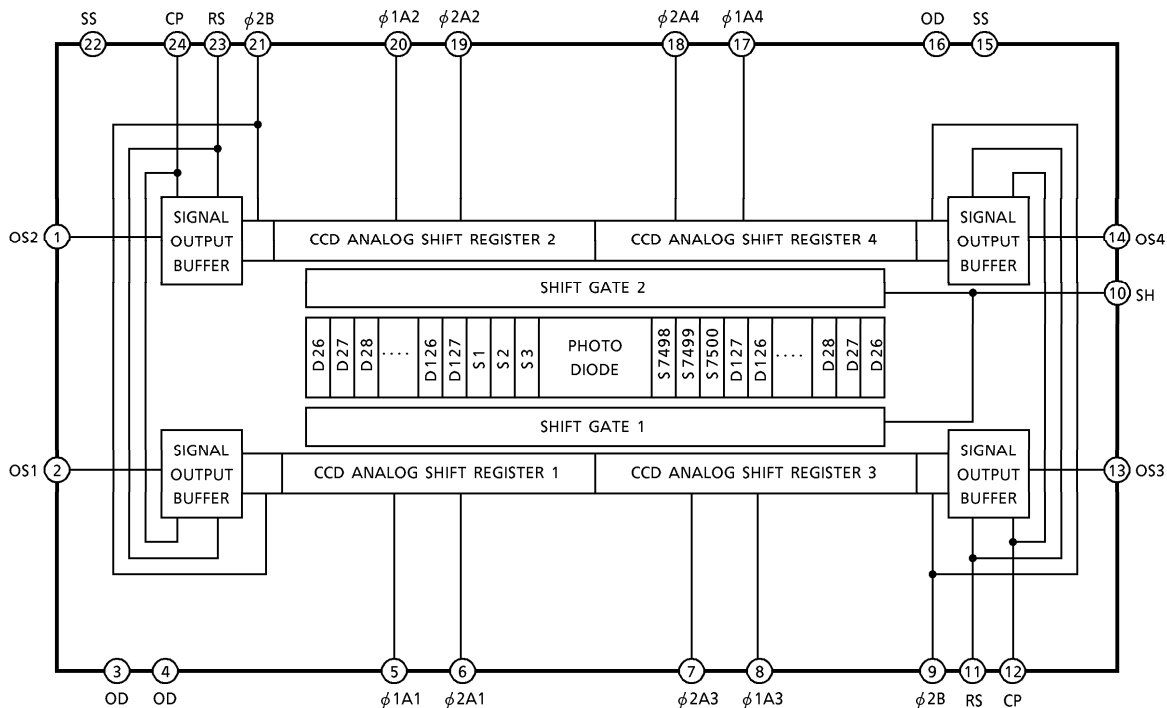 SS CP RS ϕ2B ϕ1A2 ϕ2A2 ϕ2A4 ϕ1A4 OD SS
22 24 23 21 20 19 18 17 16 15
SIGNAL
OUTPUT
BUFFER
SIGNAL
OUTPUT
BUFFER
OS2 1
CCD ANALOG SHIFT REGISTER 2
CCD ANALOG SHIFT REGISTER 4
14 OS4
SHIFT GATE 2
10 SH
D26 D27 D28 ···· D126 D127 S1 S2 S3
PHOTO
DIODE
S7498 S7499 S7500 D127 D126 ···· D28 D27 D26
SHIFT GATE 1
SIGNAL
OUTPUT
BUFFER
SIGNAL
OUTPUT
BUFFER
OS1 2
CCD ANALOG SHIFT REGISTER 1
CCD ANALOG SHIFT REGISTER 3
13 OS3
3 4 5 6 7 8 9 11 12
OD OD ϕ1A1 ϕ2A1 ϕ2A3 ϕ1A3 ϕ2B RS CP